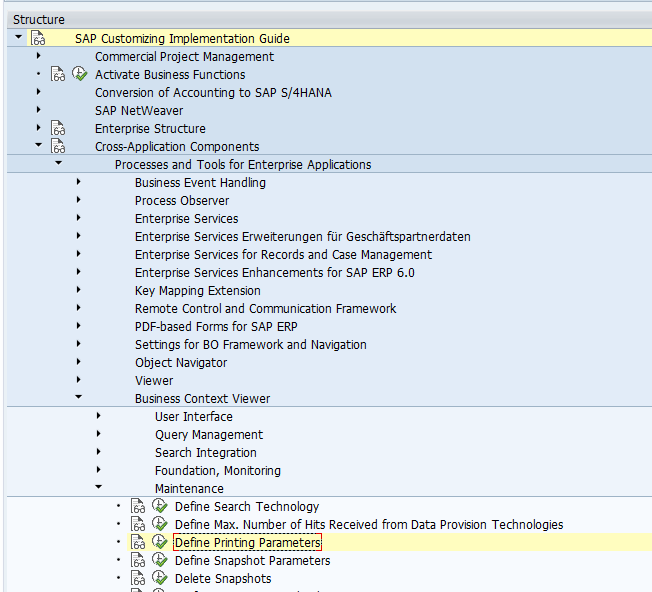 Structure
SAP Customizing Implementation Guide
Commercial Project Management
Activate Business Functions
Conversion of Accounting to SAP S/4HANA
SAP NetWeaver
Enterprise Structure
Cross-Application Components
Processes and Tools for Enterprise Applications
Business Event Handling
Process Observer
Enterprise Services
Enterprise Services Erweiterungen für Geschäftspartnerdaten
Enterprise Services for Records and Case Management
Enterprise Services Enhancements for SAP ERP 6.0
Key Mapping Extension
Remote Control and Communication Framework
PDF-based Forms for SAP ERP
Settings for BO Framework and Navigation
Object Navigator
Viewer
Business Context Viewer
User Interface
Query Management
Search Integration
Foundation, Monitoring
Maintenance
Define Search Technology
Define Max. Number of Hits Received from Data Provision Technologies
Define Printing Parameters
Define Snapshot Parameters
Delete Snapshots